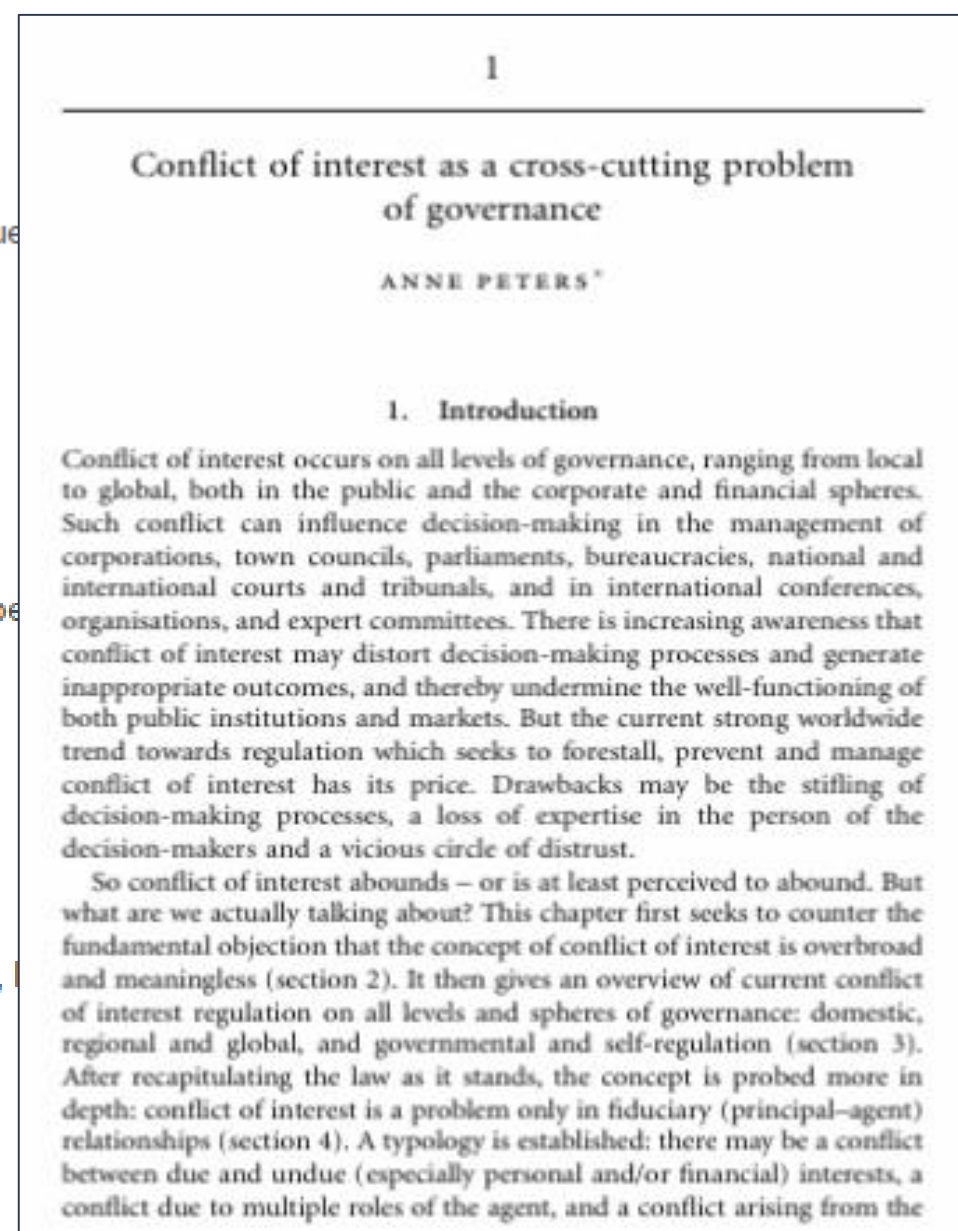 1
Conflict of interest as a cross-cutting problem
of governance
ANNE PETERS*
1. Introduction
Conflict of interest occurs on all levels of governance, ranging from local
to global, both in the public and the corporate and financial spheres.
Such conflict can influence decision-making in the management of
corporations, town councils, parliaments, bureaucracies, national and
international courts and tribunals, and in international conferences,
organisations, and expert committees. There is increasing awareness that
conflict of interest may distort decision-making processes and generate
inappropriate outcomes, and thereby undermine the well-functioning of
both public institutions and markets. But the current strong worldwide
trend towards regulation which seeks to forestall, prevent and manage
conflict of interest has its price. Drawbacks may be the stifling of
decision-making processes, a loss of expertise in the person of the
decision-makers and a vicious circle of distrust.
So conflict of interest abounds – or is at least perceived to abound. But
what are we actually talking about? This chapter first seeks to counter the
fundamental objection that the concept of conflict of interest is overbroad
and meaningless (section 2). It then gives an overview of current conflict
of interest regulation on all levels and spheres of governance: domestic,
regional and global, and governmental and self-regulation (section 3).
After recapitulating the law as it stands, the concept is probed more in
depth: conflict of interest is a problem only in fiduciary (principal–agent)
relationships (section 4). A typology is established: there may be a conflict
between due and undue (especially personal and/or financial) interests, a
conflict due to multiple roles of the agent, and a conflict arising from the